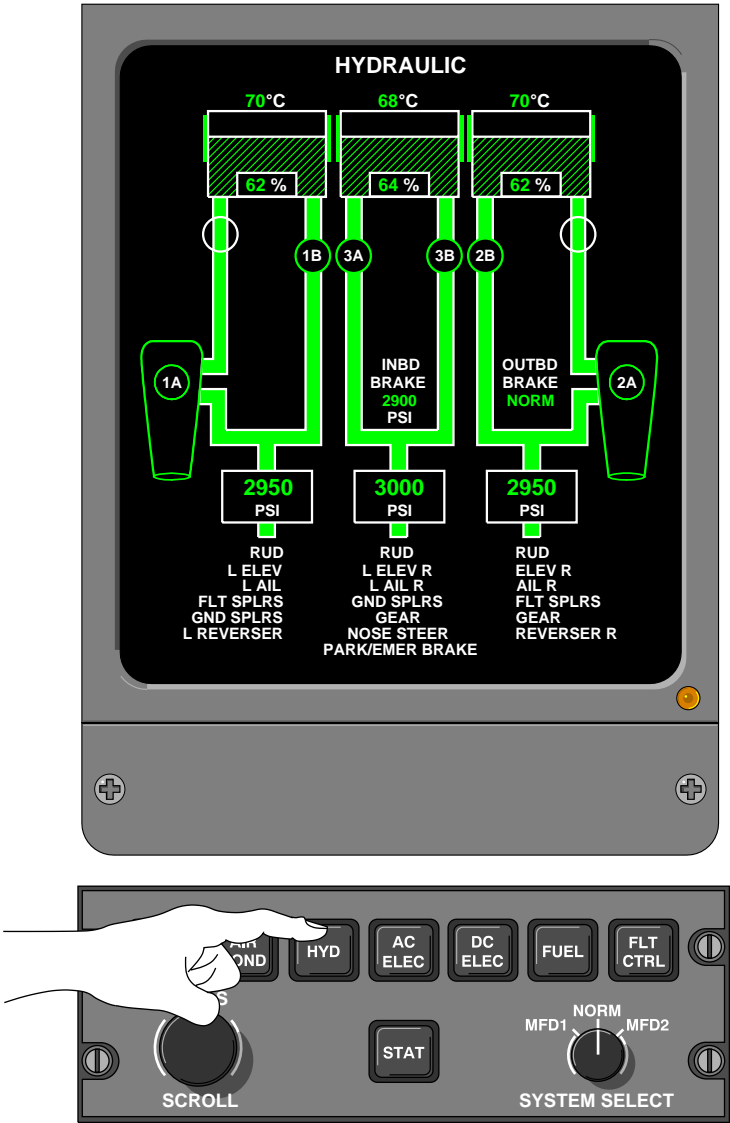 HYDRAULIC
70°C 68°C 70°C
62 % 64 % 62 %
1B 3A 3B 2B
1A 2A
INBD
BRAKE
2900
PSI
OUTBD
BRAKE
NORM
2950
PSI
3000
PSI
2950
PSI
RUD
L ELEV
L AIL
FLT SPLRS
GND SPLRS
L REVERSER
RUD
L ELEV R
L AIL R
GND SPLRS
GEAR
NOSE STEER
PARK/EMER BRAKE
RUD
ELEV R
AIL R
FLT SPLRS
GEAR
REVERSER R
HYD
AC
ELEC
DC
ELEC
FUEL
FLT
CTRL
SCROLL
STAT
NORM
MFD1 MFD2
SYSTEM SELECT